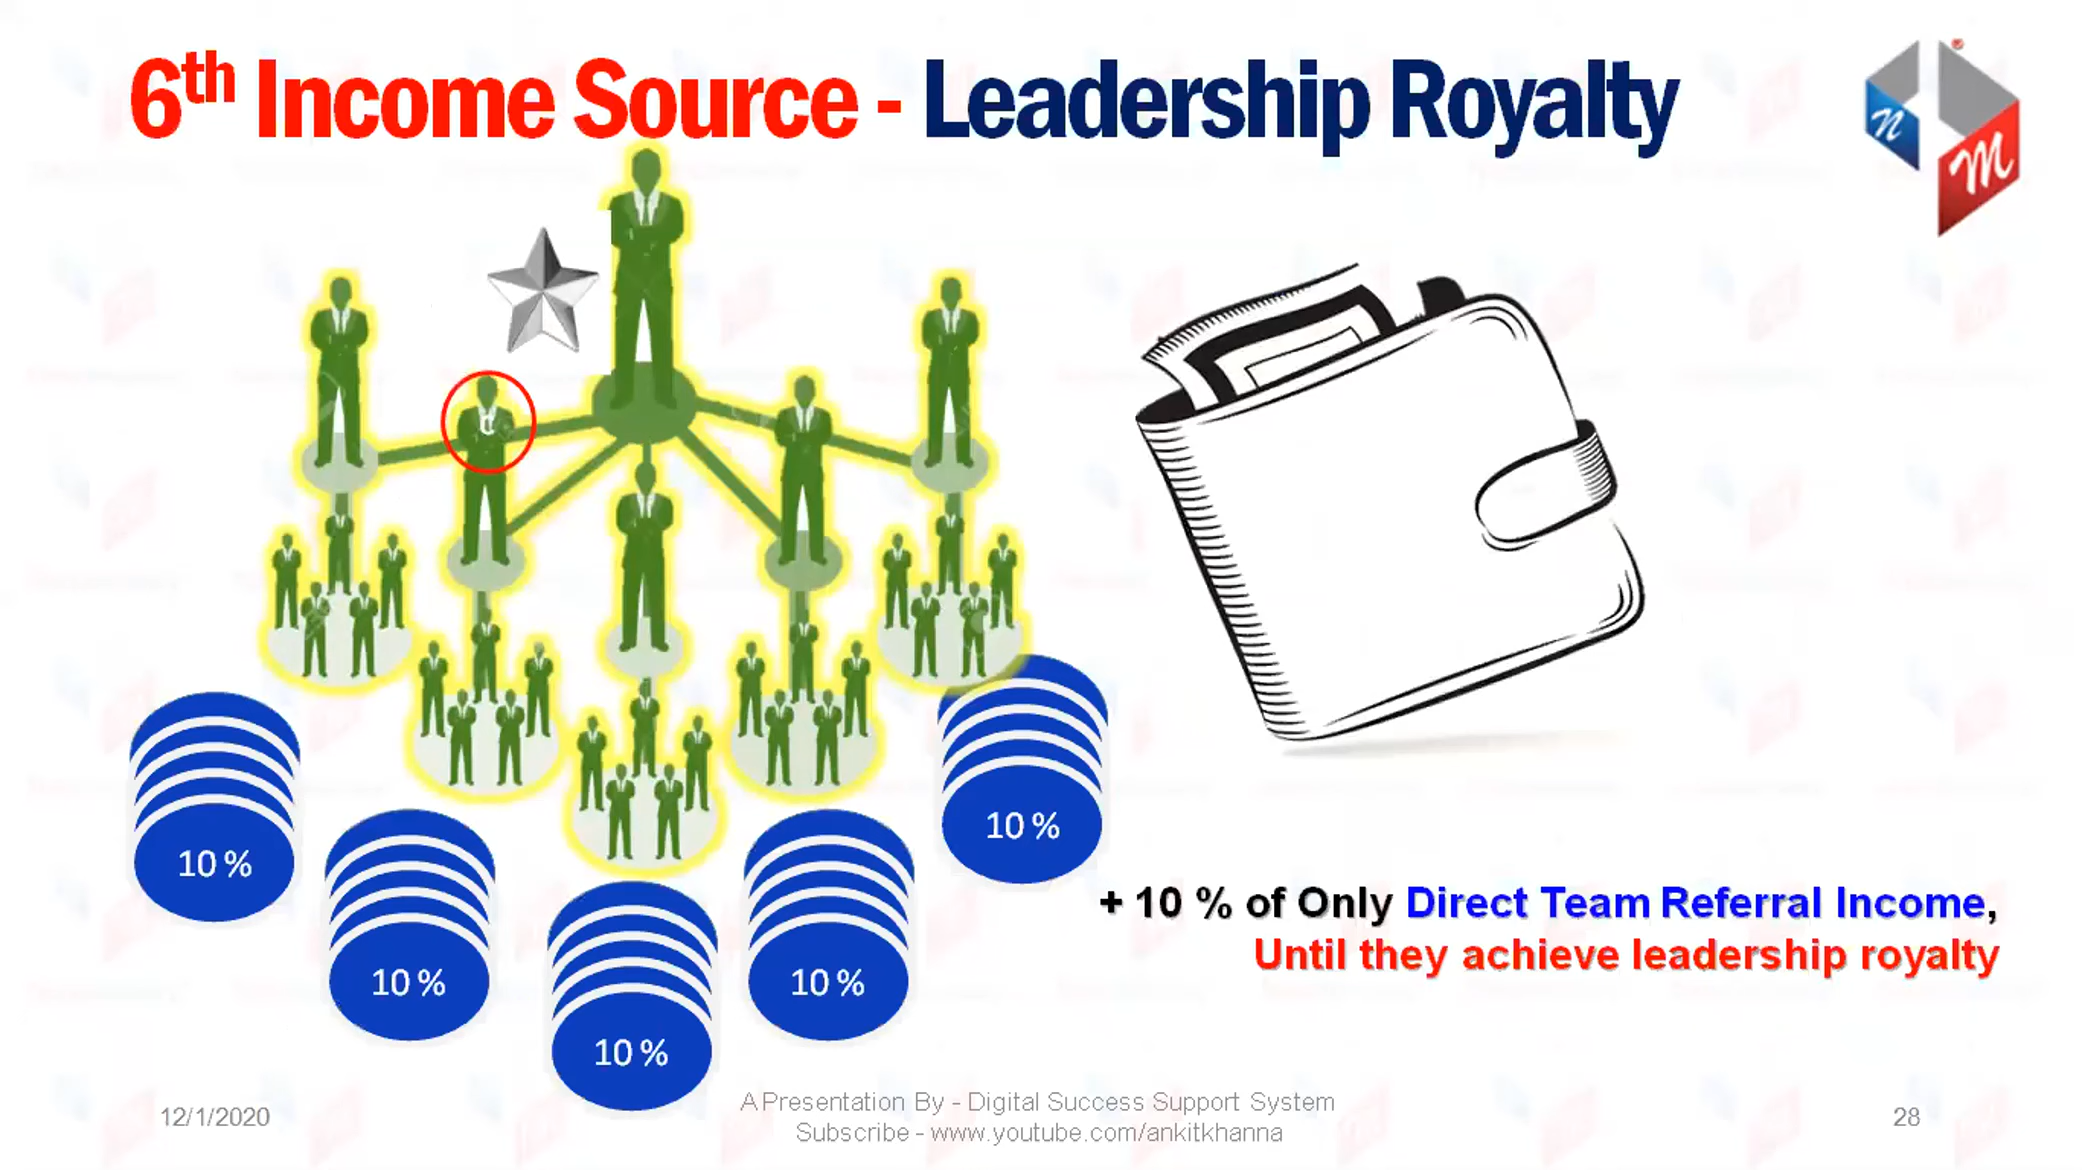 6th Income Source - Leadership Royalty
n
m
10 %
10 %
10 %
10 %
10 %
+ 10 % of Only Direct Team Referral Income,
Until they achieve leadership royalty
12/1/2020
A Presentation By - Digital Success Support System
Subscribe - www.youtube.com/ankitkhanna
28